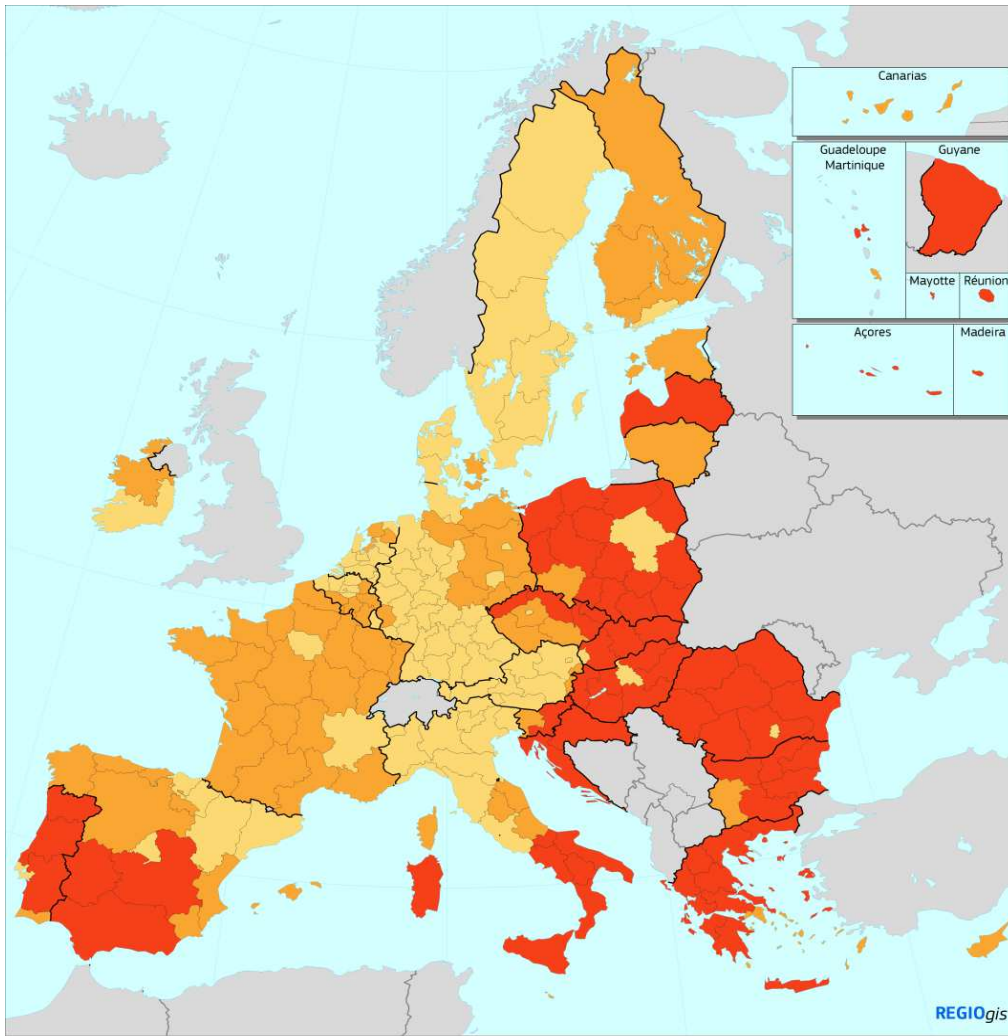 Canarias
Guadeloupe
Martinique
Guyane
Mayotte
Réunion
Açores
Madeira
REGIOgis